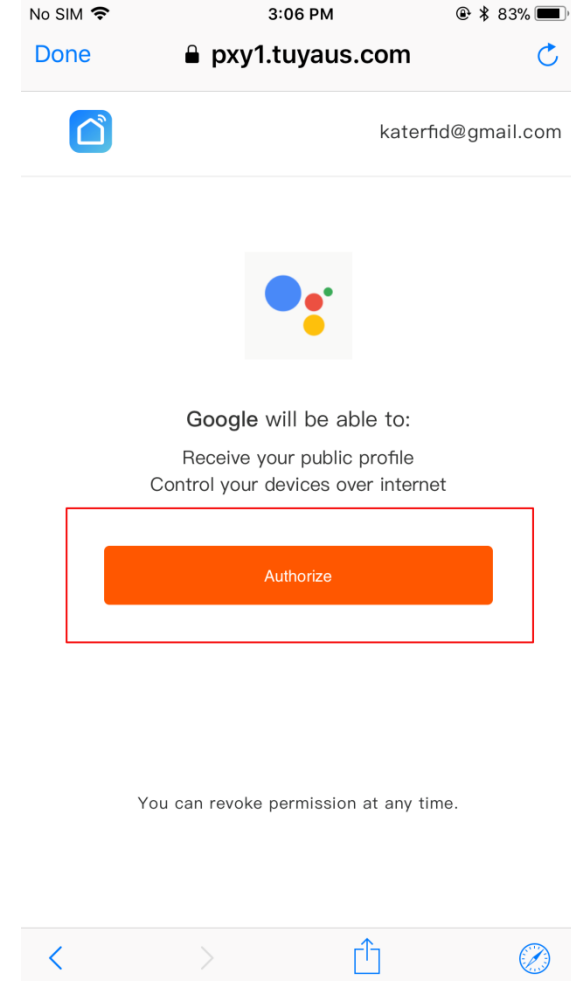 No SIM 3:06 PM 83%
Done pxy1.tuyaus.com
katerfid@gmail.com
Google will be able to:
Receive your public profile
Control your devices over internet
Authorize
You can revoke permission at any time.